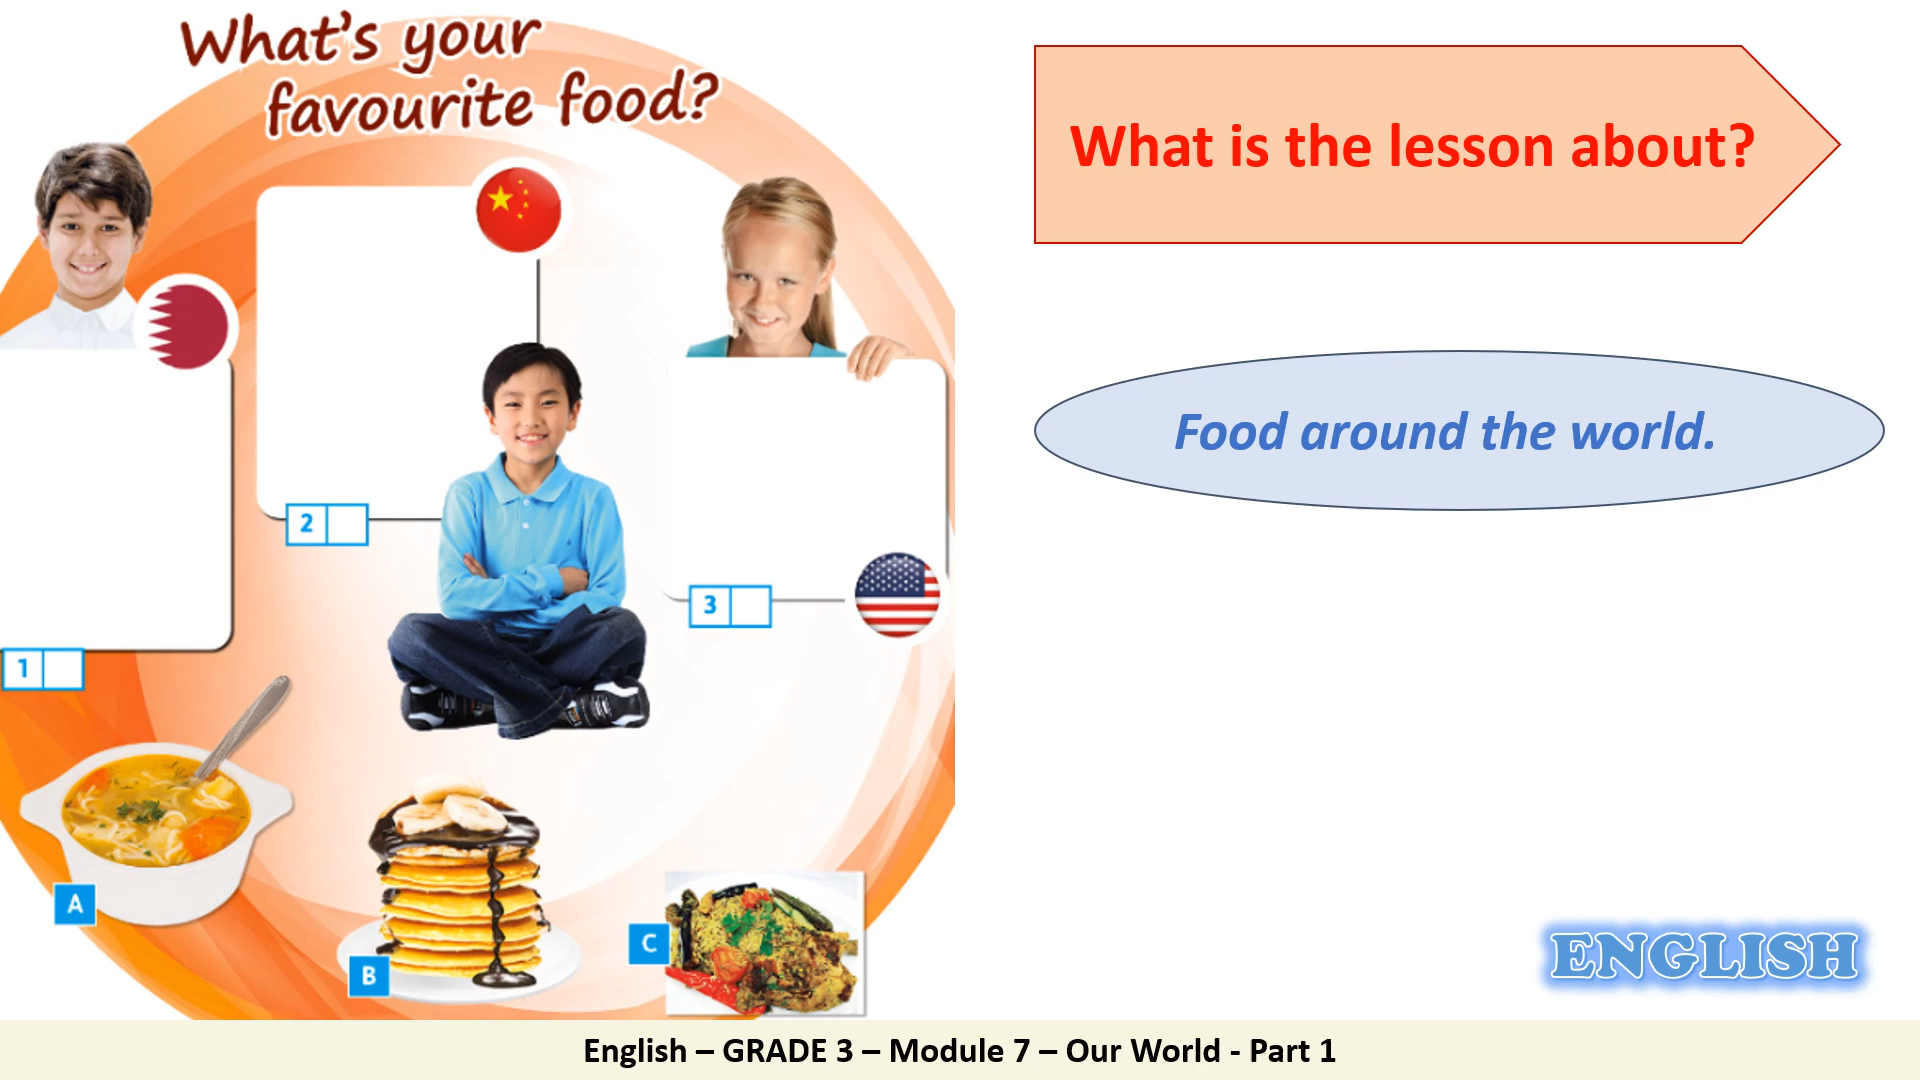 What's your
favourite food?
What is the lesson about?
Food around the world.
2
3
1
A
B
C
ENGLISH
English – GRADE 3 – Module 7 – Our World - Part 1